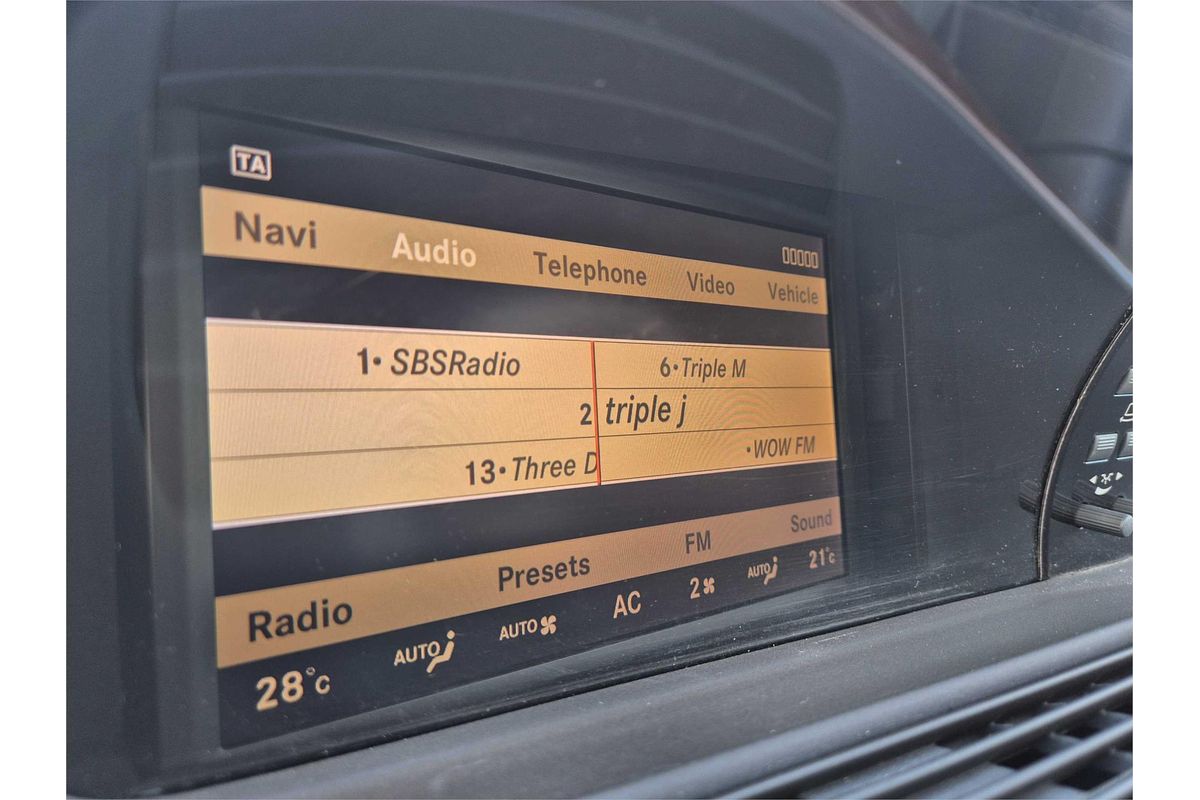 TA
Navi Audio Telephone Video Vehicle
1• SBSRadio 6•Triple M
2 triple j
13•Three D •WOW FM
Radio Presets FM Sound
28°C AUTO AUTO AC 2 AUTO 21°C